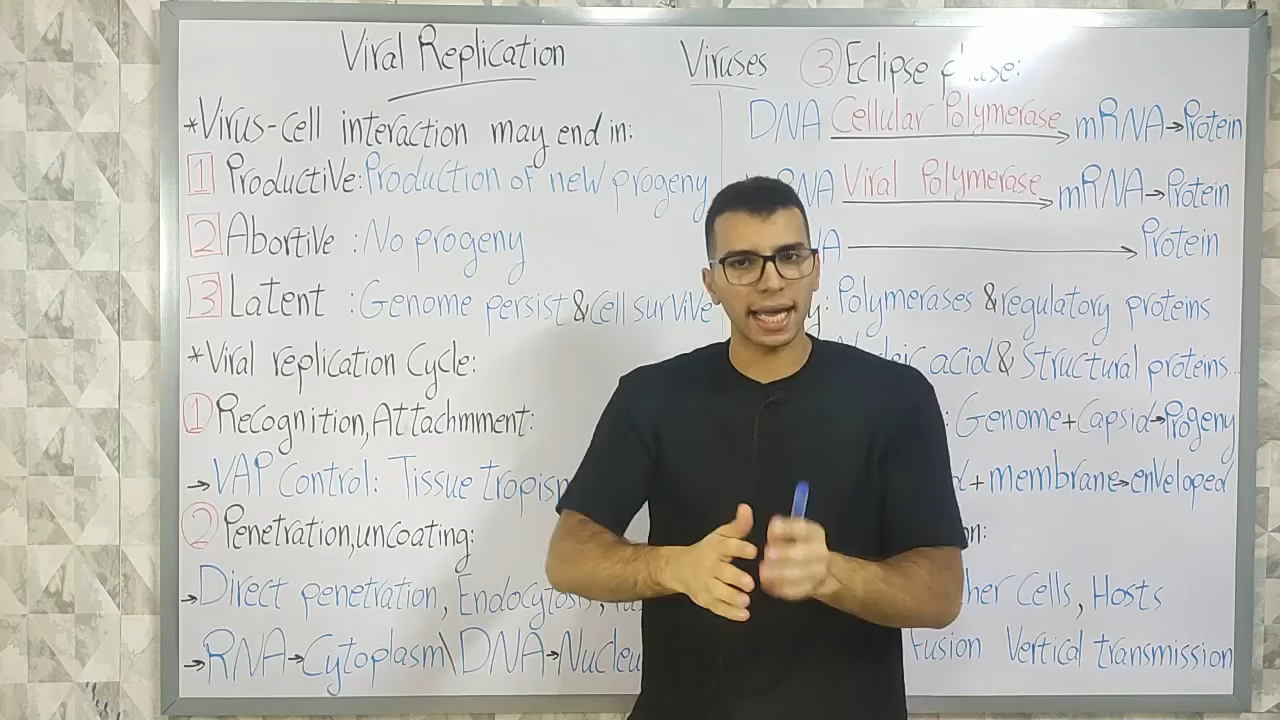 Viral Replication
*Virus-cell interaction may end in:
1 Productive: Production of new progeny
2 Abortive : No progeny
3 Latent : Genome persist & cell survive
*Viral replication cycle:
1 Recognition, Attachmment:
→ VAP control: Tissue tropism
2 Penetration, uncoating:
→ Direct penetration, Endocytosis,
→ RNA → Cytoplasm \ DNA →
Viruses
3 Eclipse phase:
DNA Cellular Polymerase → mRNA → Protein
RNA Viral Polymerase → mRNA → Protein
→ Protein
Polymerases & regulatory proteins
acid & Structural proteins...
: Genome + Capsid → Progeny
+ membrane → enveloped
Cells, Hosts
Fusion Vertical transmission